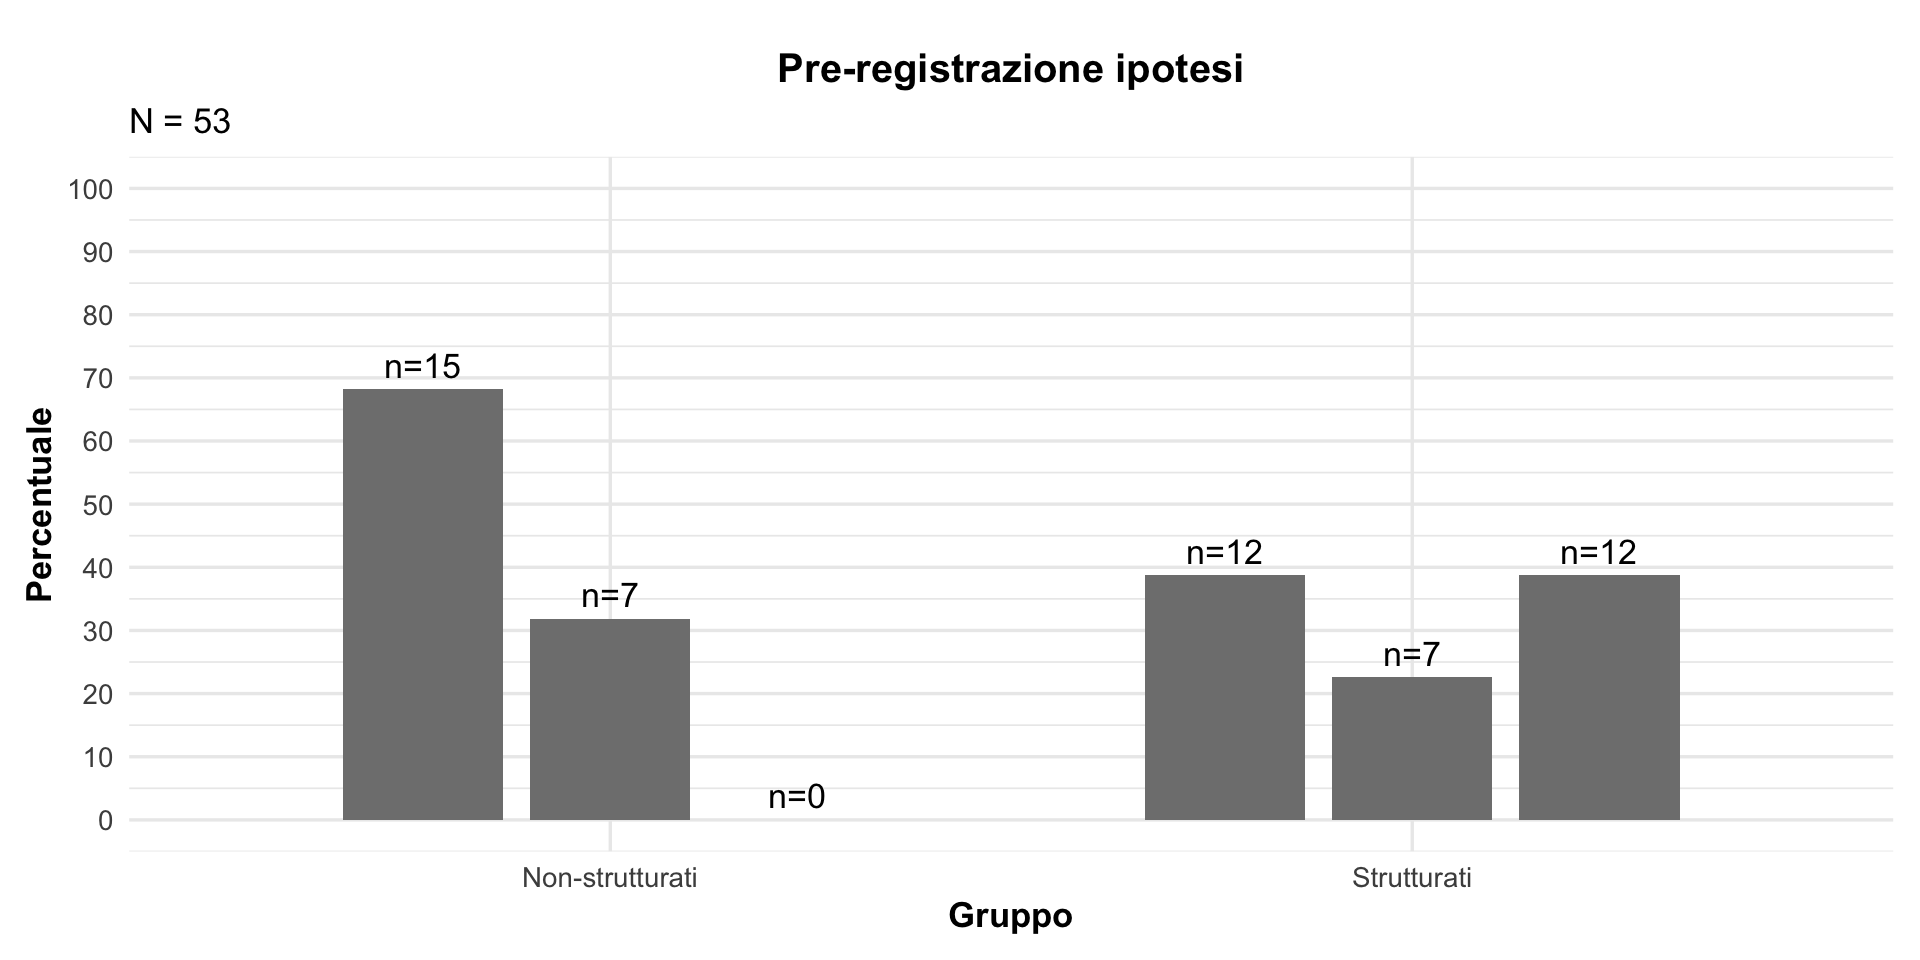 Pre-registrazione ipotesi
N = 53
Percentuale
100
90
80
70
60
50
40
30
20
10
0
n=15
n=7
n=0
n=12
n=7
n=12
Non-strutturati
Strutturati
Gruppo